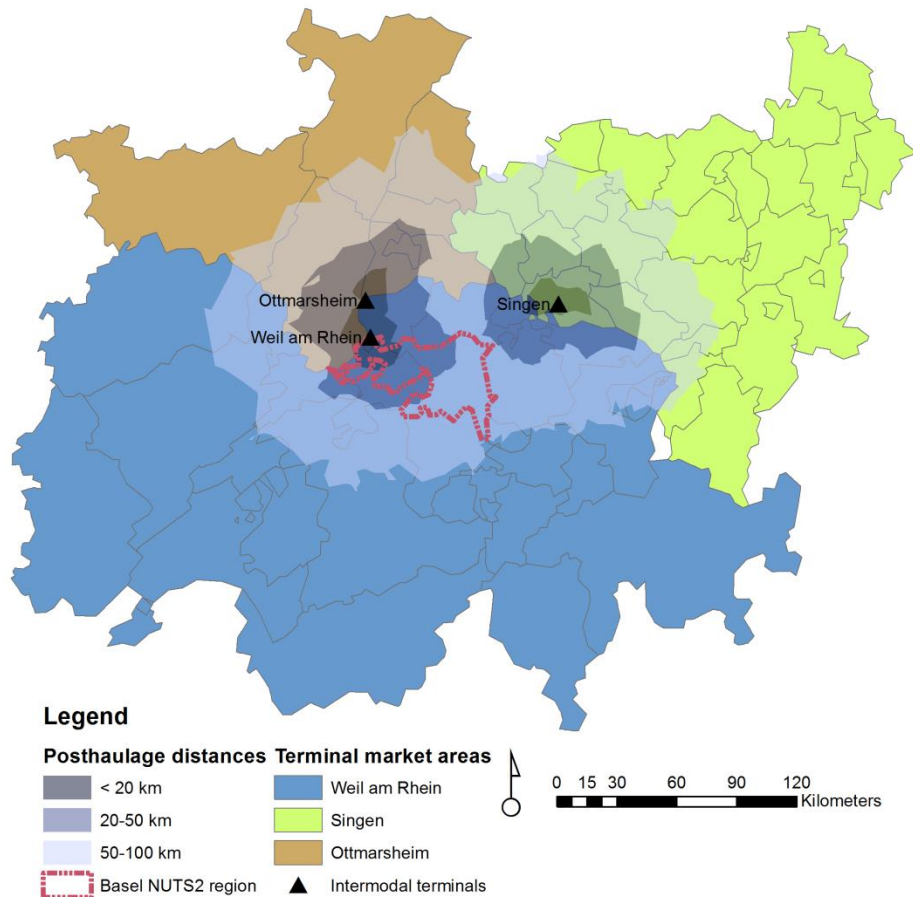 Ottmarsheim
Singen
Weil am Rhein
Legend
Posthaulage distances
< 20 km
20-50 km
50-100 km
Basel NUTS2 region
Terminal market areas
Weil am Rhein
Singen
Ottmarsheim
Intermodal terminals
0 15 30 60 90 120
Kilometers